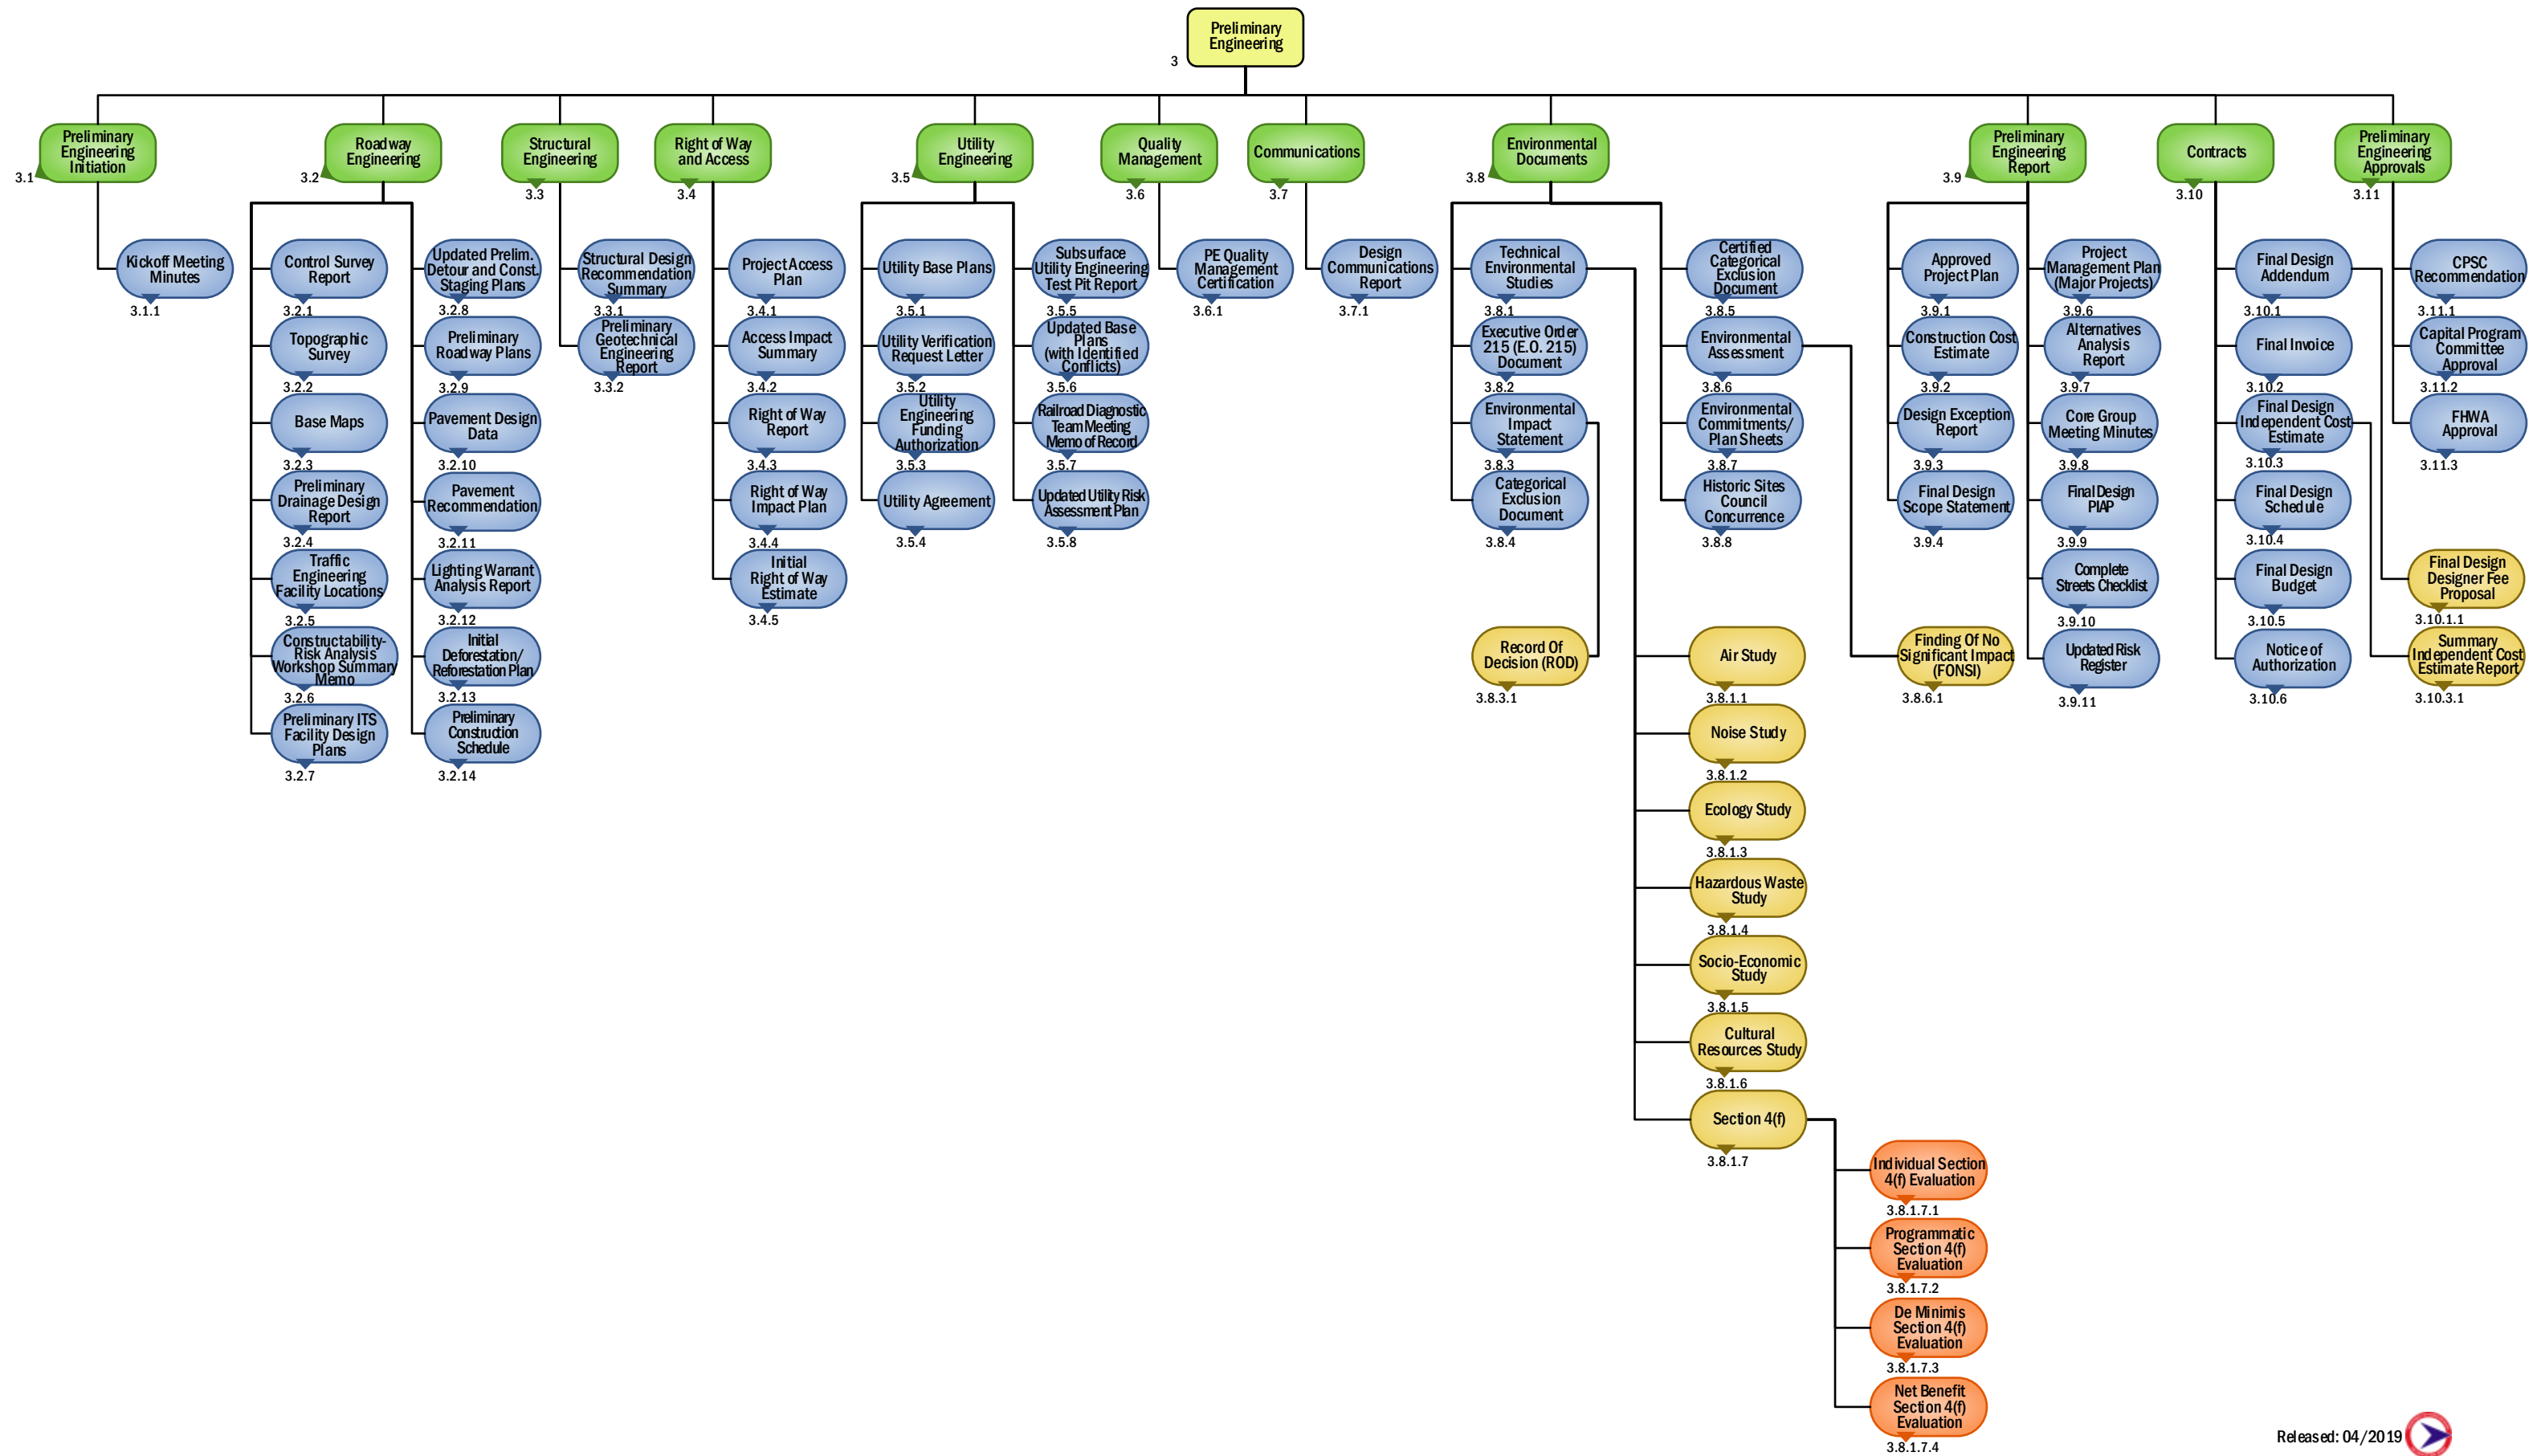 Preliminary
Engineering
3
Preliminary
Engineering
Initiation
3.1
Kickoff Meeting
Minutes
3.1.1
Roadway
Engineering
3.2
Control Survey
Report
3.2.1
Topographic
Survey
3.2.2
Base Maps
3.2.3
Preliminary
Drainage Design
Report
3.2.4
Traffic
Engineering
Facility Locations
3.2.5
Constructability-
Risk Analysis
Workshop Summary
Memo
3.2.6
Preliminary ITS
Facility Design
Plans
3.2.7
Updated Prelim.
Detour and Const.
Staging Plans
3.2.8
Preliminary
Roadway Plans
3.2.9
Pavement Design
Data
3.2.10
Pavement
Recommendation
3.2.11
Lighting Warrant
Analysis Report
3.2.12
Initial
Deforestation/
Reforestation Plan
3.2.13
Preliminary
Construction
Schedule
3.2.14
Structural
Engineering
3.3
Structural Design
Recommendation
Summary
3.3.1
Preliminary
Geotechnical
Engineering
Report
3.3.2
Right of Way
and Access
3.4
Project Access
Plan
3.4.1
Access Impact
Summary
3.4.2
Right of Way
Report
3.4.3
Right of Way
Impact Plan
3.4.4
Initial
Right of Way
Estimate
3.4.5
Utility
Engineering
3.5
Utility Base Plans
3.5.1
Utility Verification
Request Letter
3.5.2
Utility
Engineering
Funding
Authorization
3.5.3
Utility Agreement
3.5.4
Subsurface
Utility Engineering
Test Pit Report
3.5.5
Updated Base
Plans
(with Identified
Conflicts)
3.5.6
Railroad Diagnostic
Team Meeting
Memo of Record
3.5.7
Updated Utility Risk
Assessment Plan
3.5.8
Quality
Management
3.6
PE Quality
Management
Certification
3.6.1
Communications
3.7
Design
Communications
Report
3.7.1
Environmental
Documents
3.8
Technical
Environmental
Studies
3.8.1
Executive Order
215 (E.O. 215)
Document
3.8.2
Environmental
Impact
Statement
3.8.3
Categorical
Exclusion
Document
3.8.4
Record Of
Decision (ROD)
3.8.3.1
Certified
Categorical
Exclusion
Document
3.8.5
Environmental
Assessment
3.8.6
Environmental
Commitments/
Plan Sheets
3.8.7
Historic Sites
Council
Concurrence
3.8.8
Air Study
3.8.1.1
Noise Study
3.8.1.2
Ecology Study
3.8.1.3
Hazardous Waste
Study
3.8.1.4
Socio-Economic
Study
3.8.1.5
Cultural
Resources Study
3.8.1.6
Section 4(f)
3.8.1.7
Individual Section
4(f) Evaluation
3.8.1.7.1
Programmatic
Section 4(f)
Evaluation
3.8.1.7.2
De Minimis
Section 4(f)
Evaluation
3.8.1.7.3
Net Benefit
Section 4(f)
Evaluation
3.8.1.7.4
Finding Of No
Significant Impact
(FONSI)
3.8.6.1
Preliminary
Engineering
Report
3.9
Approved
Project Plan
3.9.1
Construction Cost
Estimate
3.9.2
Design Exception
Report
3.9.3
Final Design
Scope Statement
3.9.4
Project
Management Plan
(Major Projects)
3.9.6
Alternatives
Analysis
Report
3.9.7
Core Group
Meeting Minutes
3.9.8
Final Design
PIAP
3.9.9
Complete
Streets Checklist
3.9.10
Updated Risk
Register
3.9.11
Contracts
3.10
Final Design
Addendum
3.10.1
Final Invoice
3.10.2
Final Design
Independent Cost
Estimate
3.10.3
Final Design
Schedule
3.10.4
Final Design
Budget
3.10.5
Notice of
Authorization
3.10.6
Final Design
Designer Fee
Proposal
3.10.1.1
Summary
Independent Cost
Estimate Report
3.10.3.1
Preliminary
Engineering
Approvals
3.11
CPSC
Recommendation
3.11.1
Capital Program
Committee
Approval
3.11.2
FHWA
Approval
3.11.3
Released: 04/2019